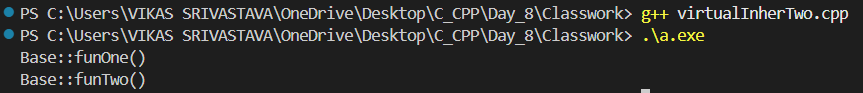 PS C:\Users\VIKAS SRIVASTAVA\OneDrive\Desktop\C_CPP\Day_8\Classwork> g++ virtualInherTwo.cpp
PS C:\Users\VIKAS SRIVASTAVA\OneDrive\Desktop\C_CPP\Day_8\Classwork> .\a.exe
Base::funOne()
Base::funTwo()